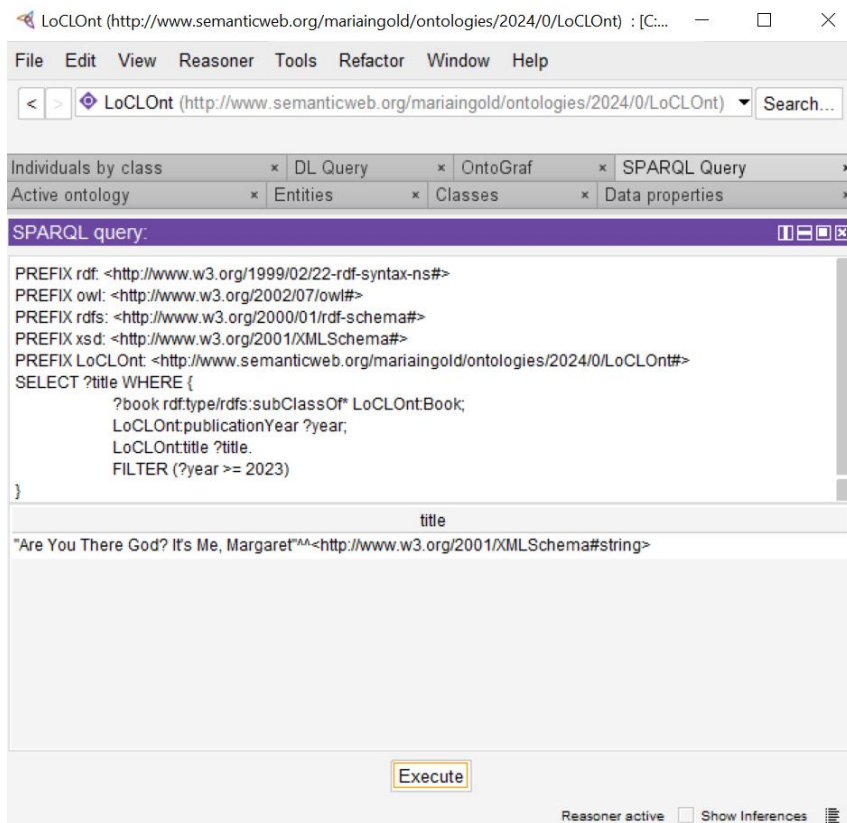 LoCLOnt (http://www.semanticweb.org/mariaingold/ontologies/2024/0/LoCLOnt) : [C:...
File Edit View Reasoner Tools Refactor Window Help
< > LoCLOnt (http://www.semanticweb.org/mariaingold/ontologies/2024/0/LoCLOnt) Search...
Individuals by class × DL Query × OntoGraf × SPARQL Query ×
Active ontology × Entities × Classes × Data properties ×
SPARQL query:
PREFIX rdf: <http://www.w3.org/1999/02/22-rdf-syntax-ns#>
PREFIX owl: <http://www.w3.org/2002/07/owl#>
PREFIX rdfs: <http://www.w3.org/2000/01/rdf-schema#>
PREFIX xsd: <http://www.w3.org/2001/XMLSchema#>
PREFIX LoCLOnt: <http://www.semanticweb.org/mariaingold/ontologies/2024/0/LoCLOnt#>
SELECT ?title WHERE {
?book rdf:type/rdfs:subClassOf* LoCLOnt:Book;
LoCLOnt:publicationYear ?year;
LoCLOnt:title ?title.
FILTER (?year >= 2023)
}
title
"Are You There God? It's Me, Margaret"^^<http://www.w3.org/2001/XMLSchema#string>
Execute
Reasoner active Show Inferences